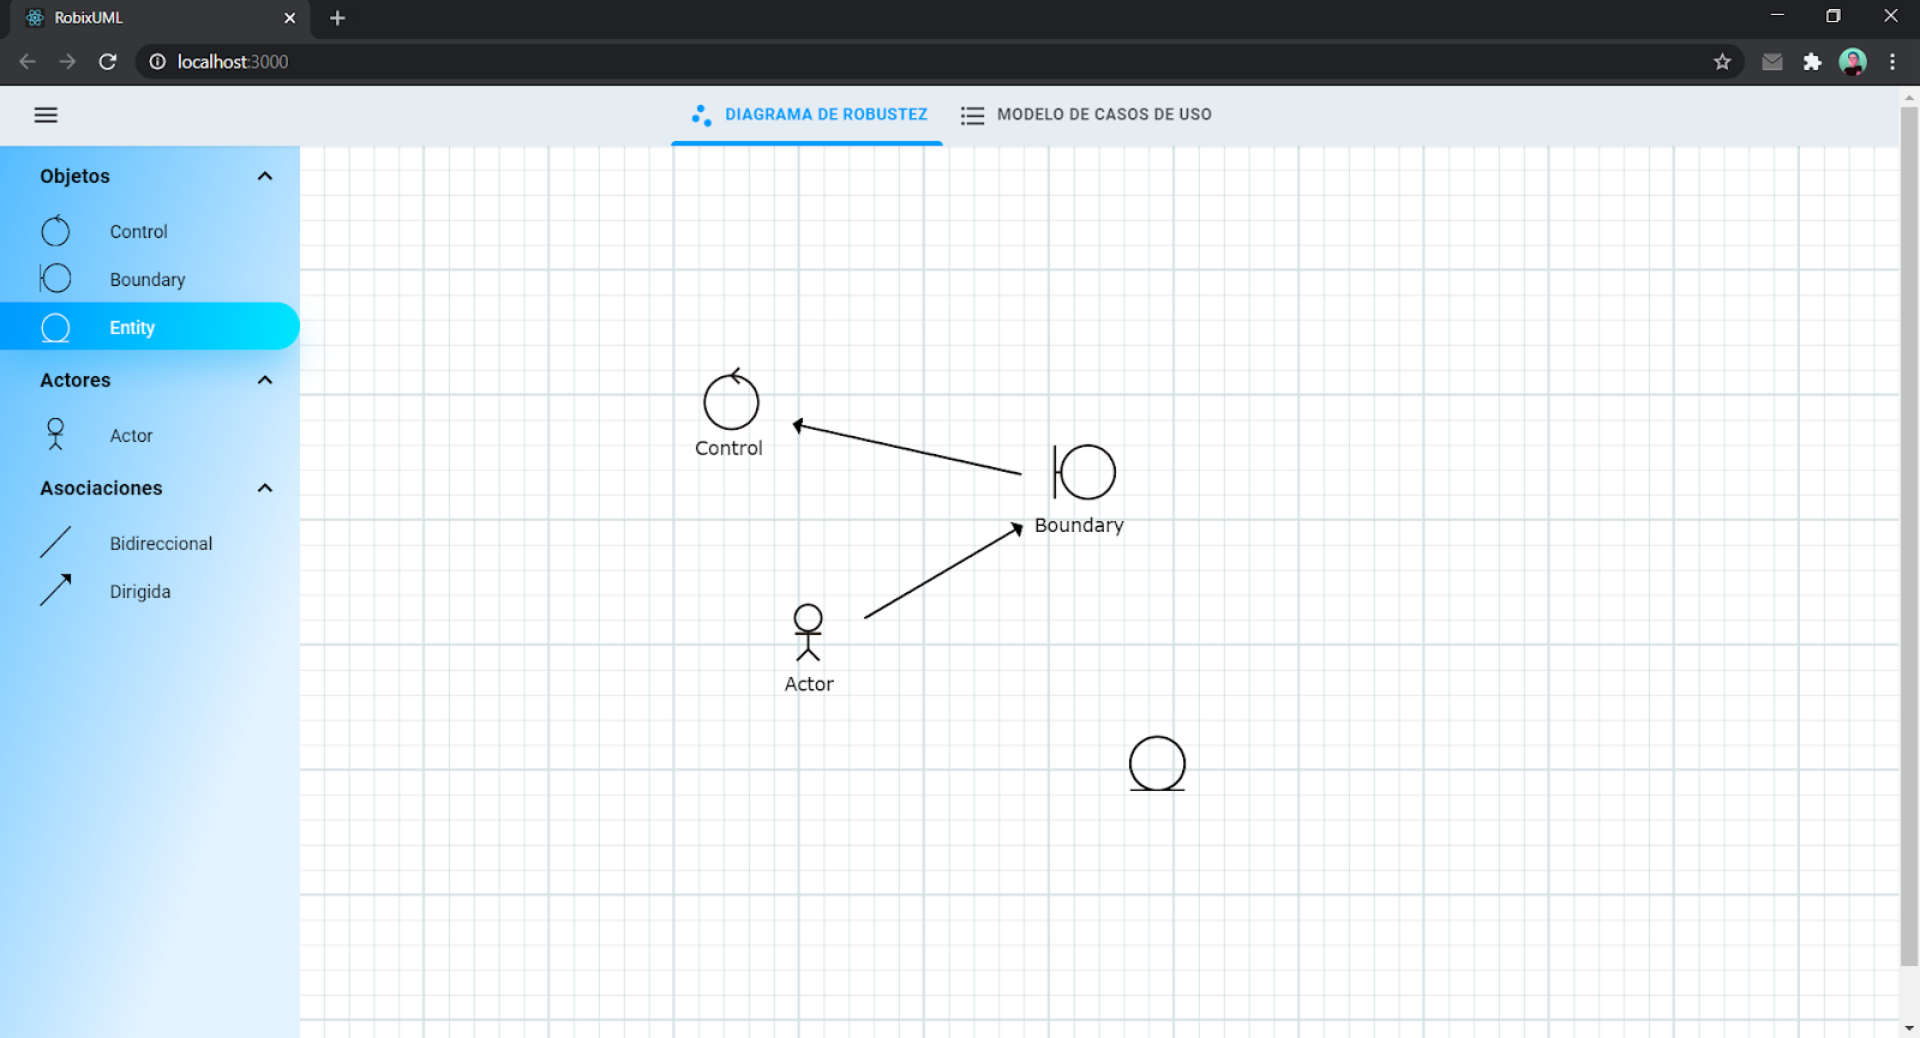 RobixUML
localhost:3000
DIAGRAMA DE ROBUSTEZ
MODELO DE CASOS DE USO
Objetos
Control
Boundary
Entity
Actores
Actor
Asociaciones
Bidireccional
Dirigida
Control
Boundary
Actor